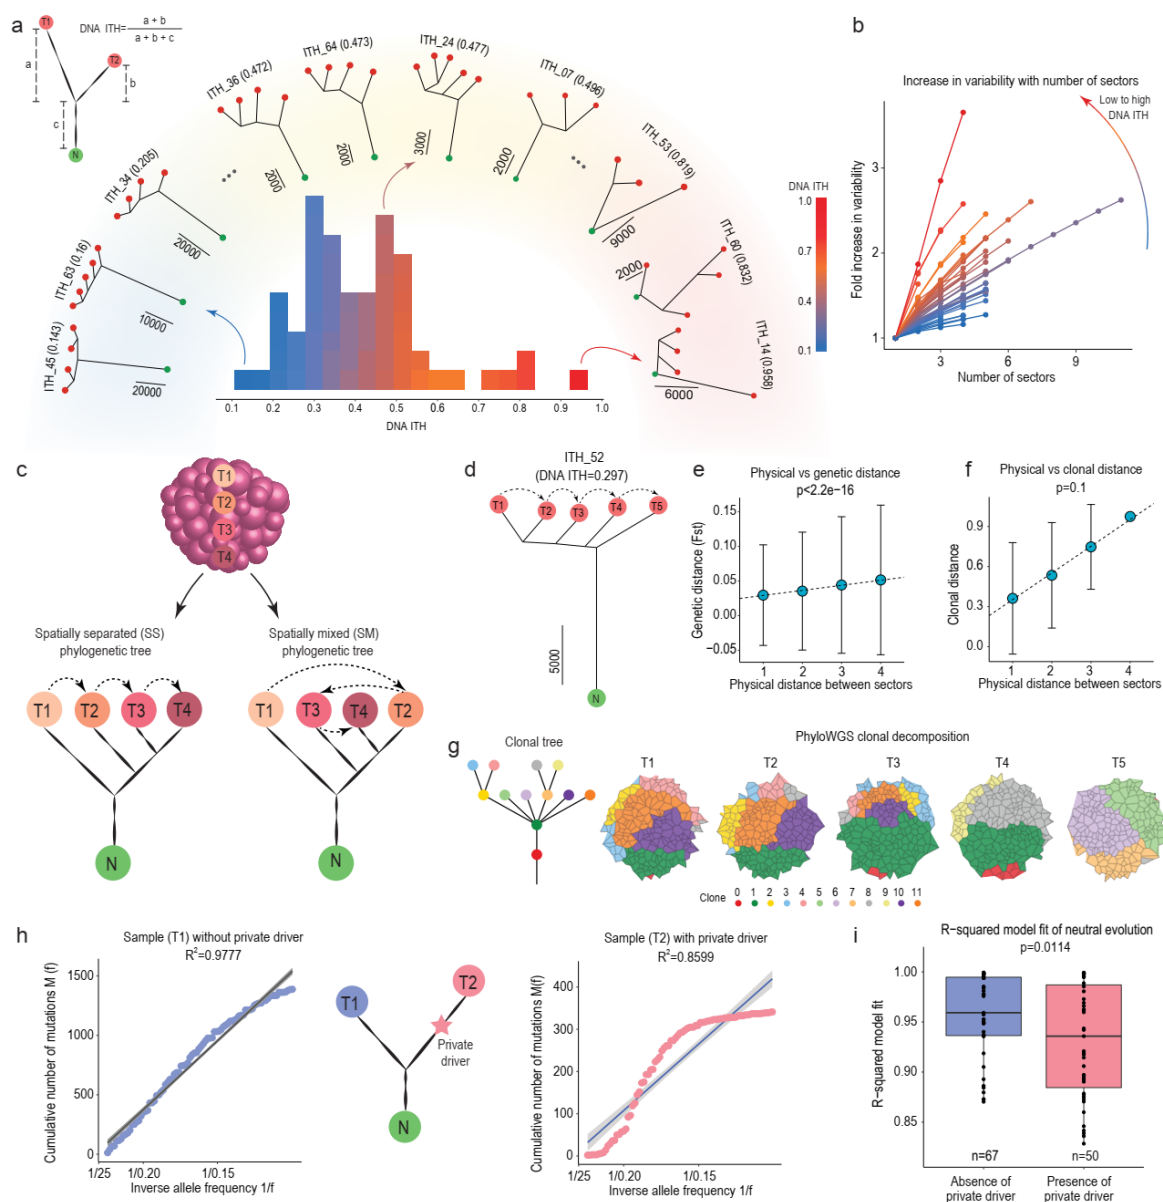 a
T1
T2
a
b
c
N
DNA ITH=
a + b
a + b + c
ITH_45 (0.143)
20000
ITH_63 (0.16)
10000
ITH_34 (0.205)
20000
ITH_36 (0.472)
2000
ITH_64 (0.473)
2000
ITH_24 (0.477)
3000
ITH_07 (0.496)
2000
ITH_53 (0.819)
9000
ITH_60 (0.832)
2000
ITH_14 (0.958)
6000
0.1 0.2 0.3 0.4 0.5 0.6 0.7 0.8 0.9 1.0
DNA ITH
DNA ITH
1.0
0.7
0.4
0.1
b
Increase in variability with number of sectors
Low to high
DNA ITH
Fold increase in variability
3
2
1
3 6 9
Number of sectors
c
T1
T2
T3
T4
Spatially separated (SS)
phylogenetic tree
T1 T2 T3 T4
N
Spatially mixed (SM)
phylogenetic tree
T1 T3 T4 T2
N
d
ITH_52
(DNA ITH=0.297)
T1 T2 T3 T4 T5
5000
N
e
Physical vs genetic distance
p<2.2e−16
Genetic distance (Fst)
0.15
0.10
0.05
0.00
−0.05
1 2 3 4
Physical distance between sectors
f
Physical vs clonal distance
p=0.1
Clonal distance
0.9
0.6
0.3
0.0
1 2 3 4
Physical distance between sectors
g
Clonal tree
PhyloWGS clonal decomposition
T1 T2 T3 T4 T5
Clone 0 1 2 3 4 5 6 7 8 9 10 11
h
Sample (T1) without private driver
R²=0.9777
Cumulative number of mutations M (f)
1500
1000
500
0
1/25 1/0.20 1/0.15
Inverse allele frequency 1/f
T1
T2
Private
driver
N
Sample (T2) with private driver
R²=0.8599
Cumulative number of mutations M(f)
400
300
200
100
0
1/25 1/0.20 1/0.15
Inverse allele frequency 1/f
i
R−squared model fit of neutral evolution
p=0.0114
R−squared model fit
1.00
0.95
0.90
0.85
n=67 n=50
Absence of
private driver
Presence of
private driver